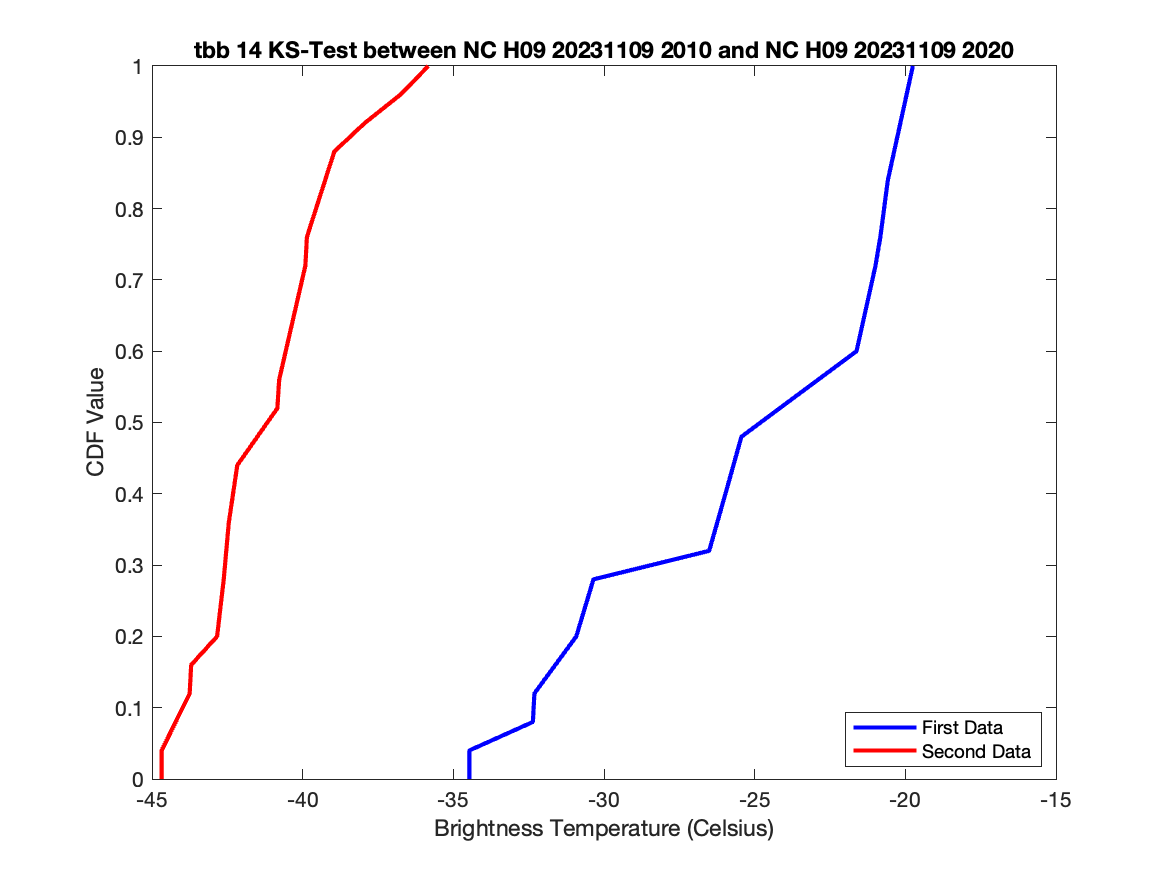 tbb 14 KS-Test between NC H09 20231109 2010 and NC H09 20231109 2020
1
0.9
0.8
0.7
0.6
0.5
0.4
0.3
0.2
0.1
0
CDF Value
First Data
Second Data
-45 -40 -35 -30 -25 -20 -15
Brightness Temperature (Celsius)